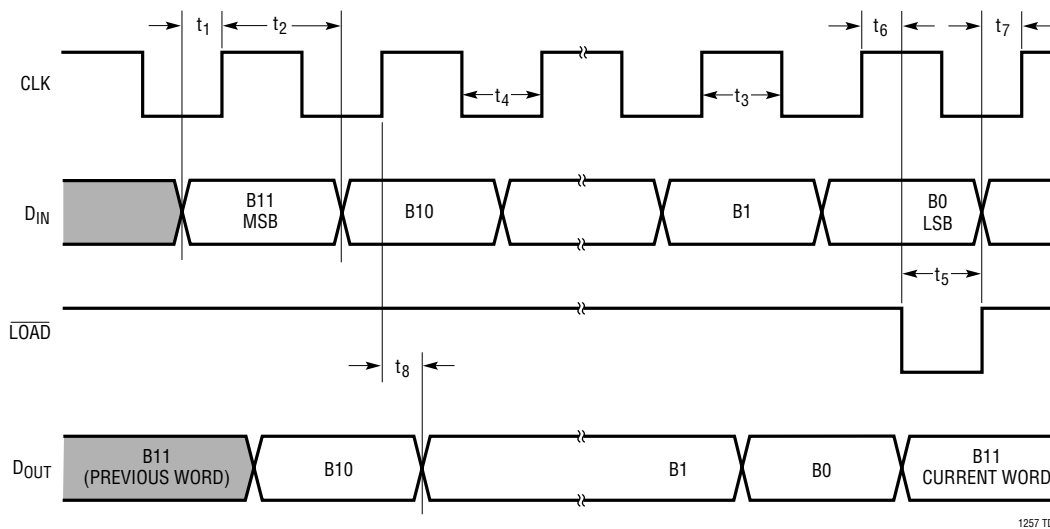 t1
t2
t6
t7
CLK
t4
t3
DIN
B11
MSB
B10
B1
B0
LSB
LOAD
t5
t8
DOUT
B11
(PREVIOUS WORD)
B10
B1
B0
B11
CURRENT WORD
1257